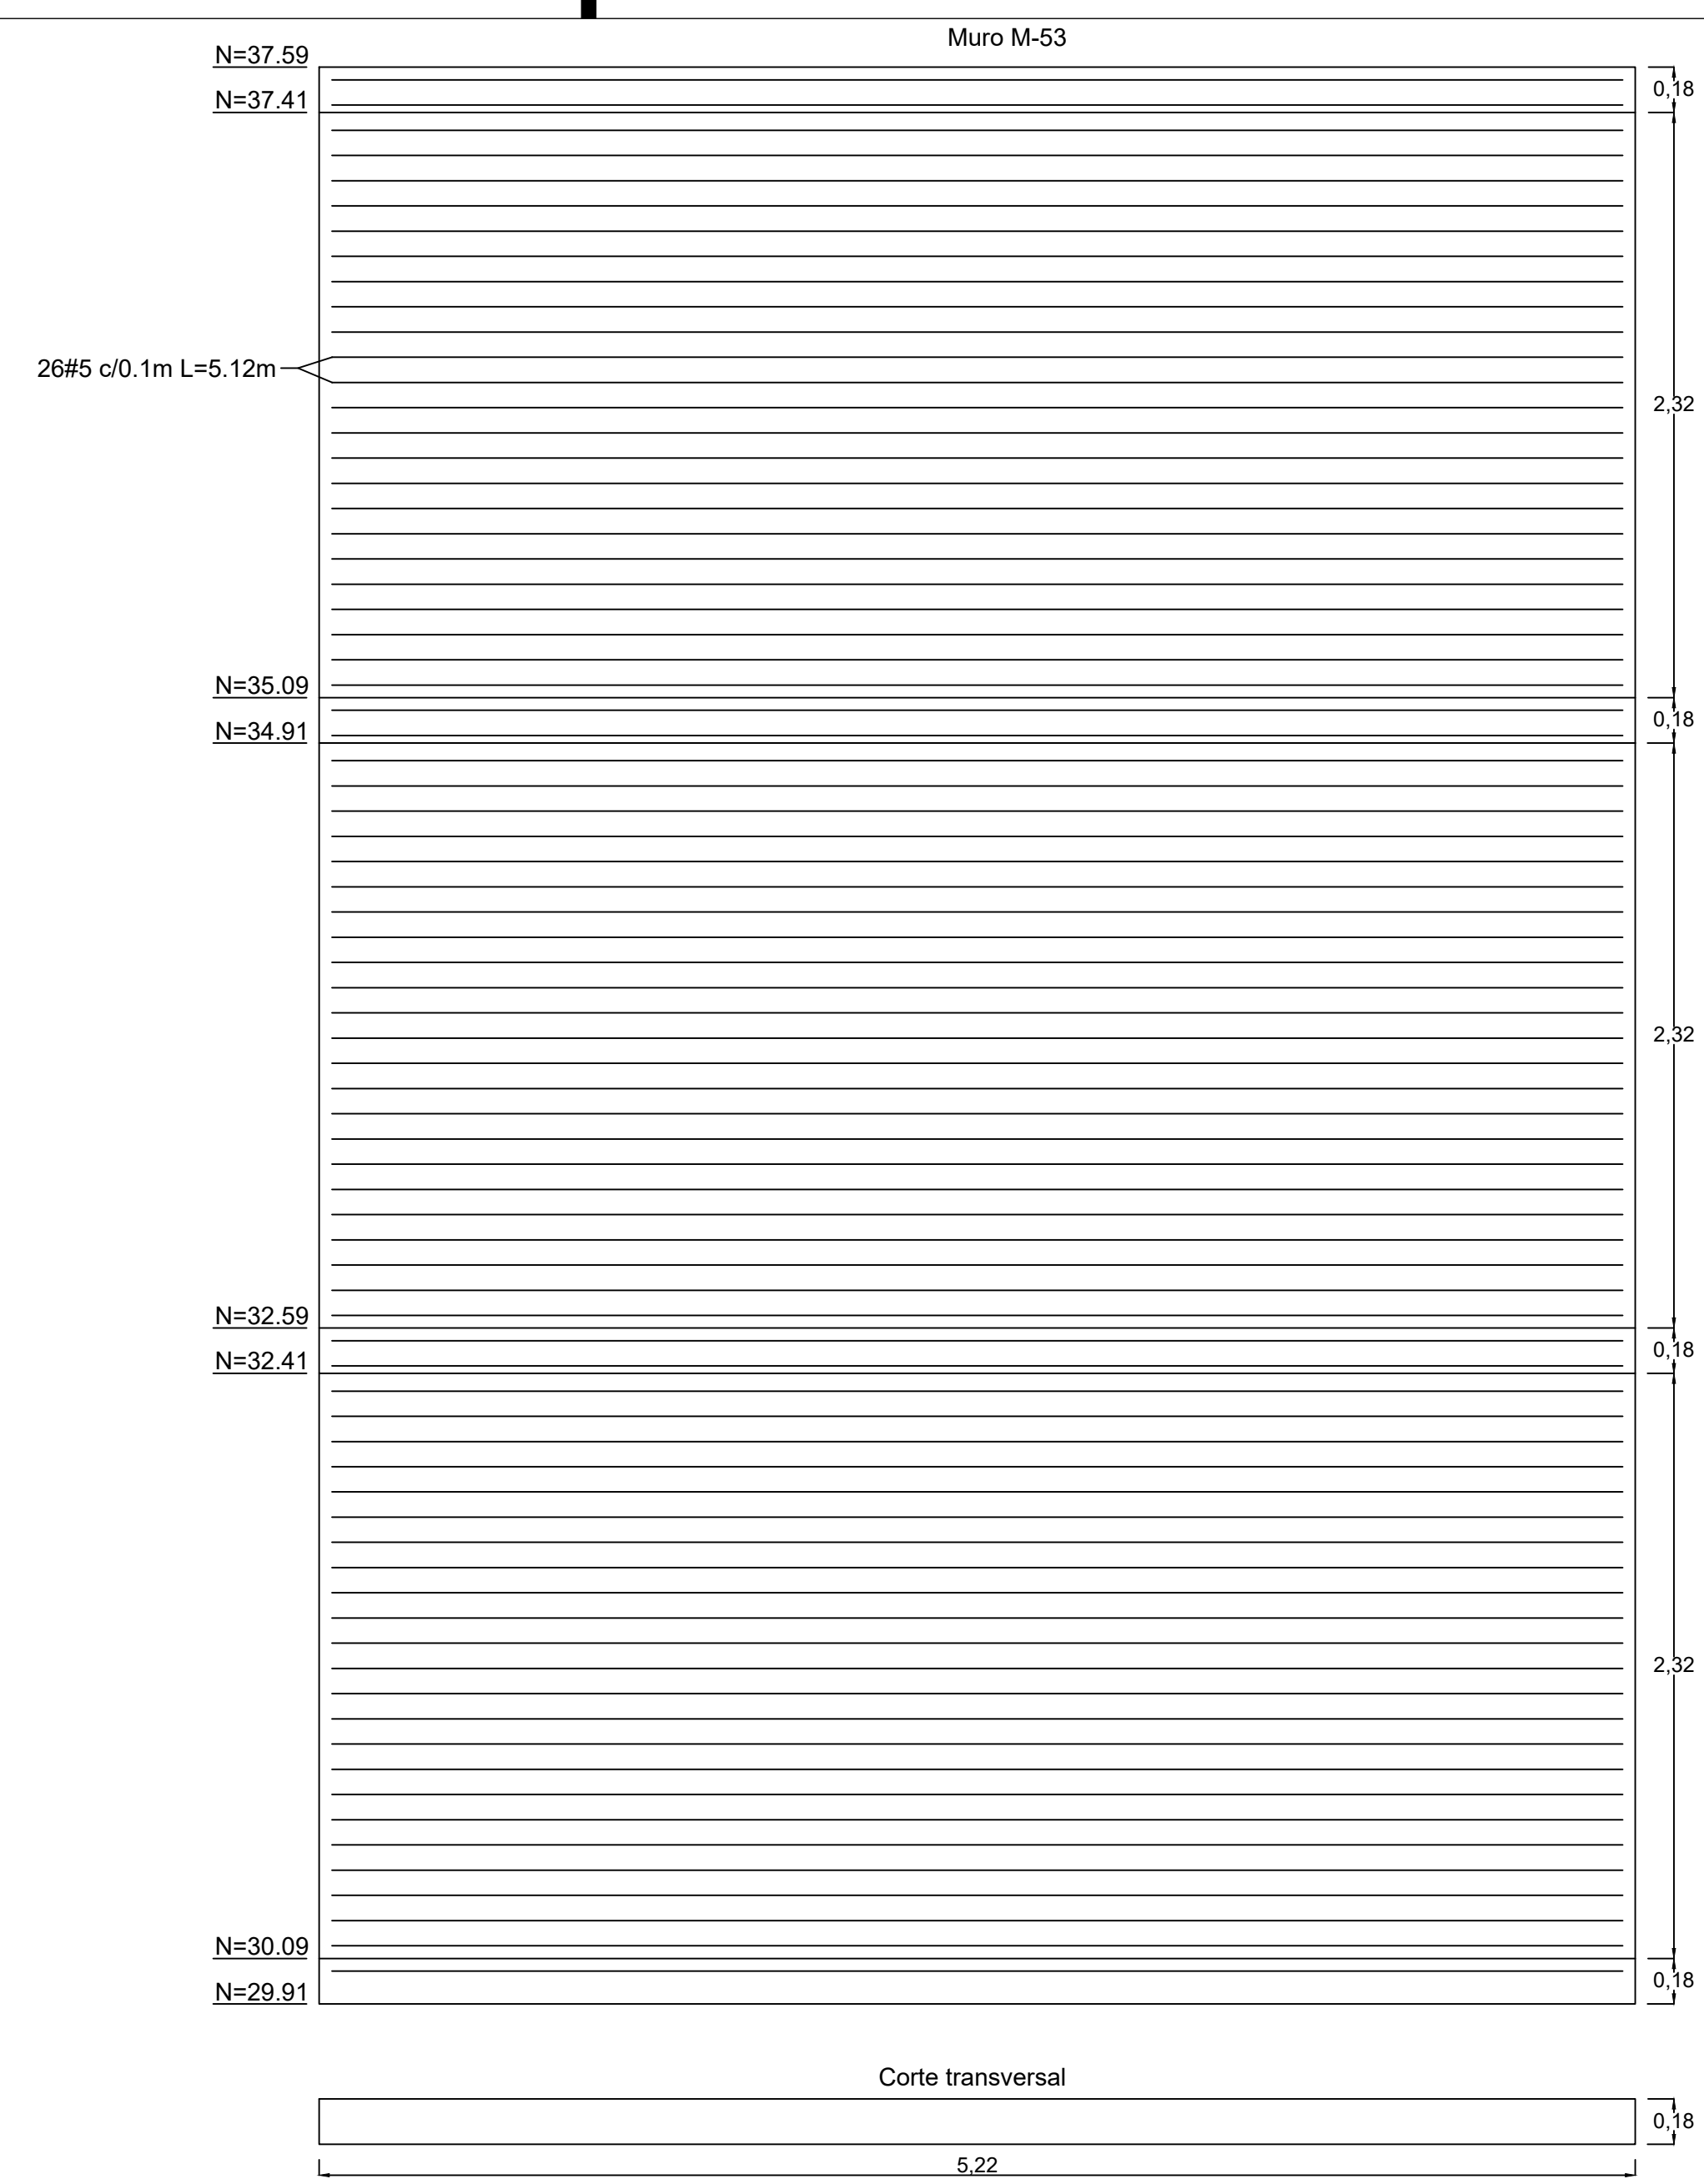 Muro M-53
N=37.59
0,18
N=37.41
26#5 c/0.1m L=5.12m
2,32
N=35.09
0,18
N=34.91
2,32
N=32.59
0,18
N=32.41
2,32
N=30.09
0,18
N=29.91
Corte transversal
0,18
5,22